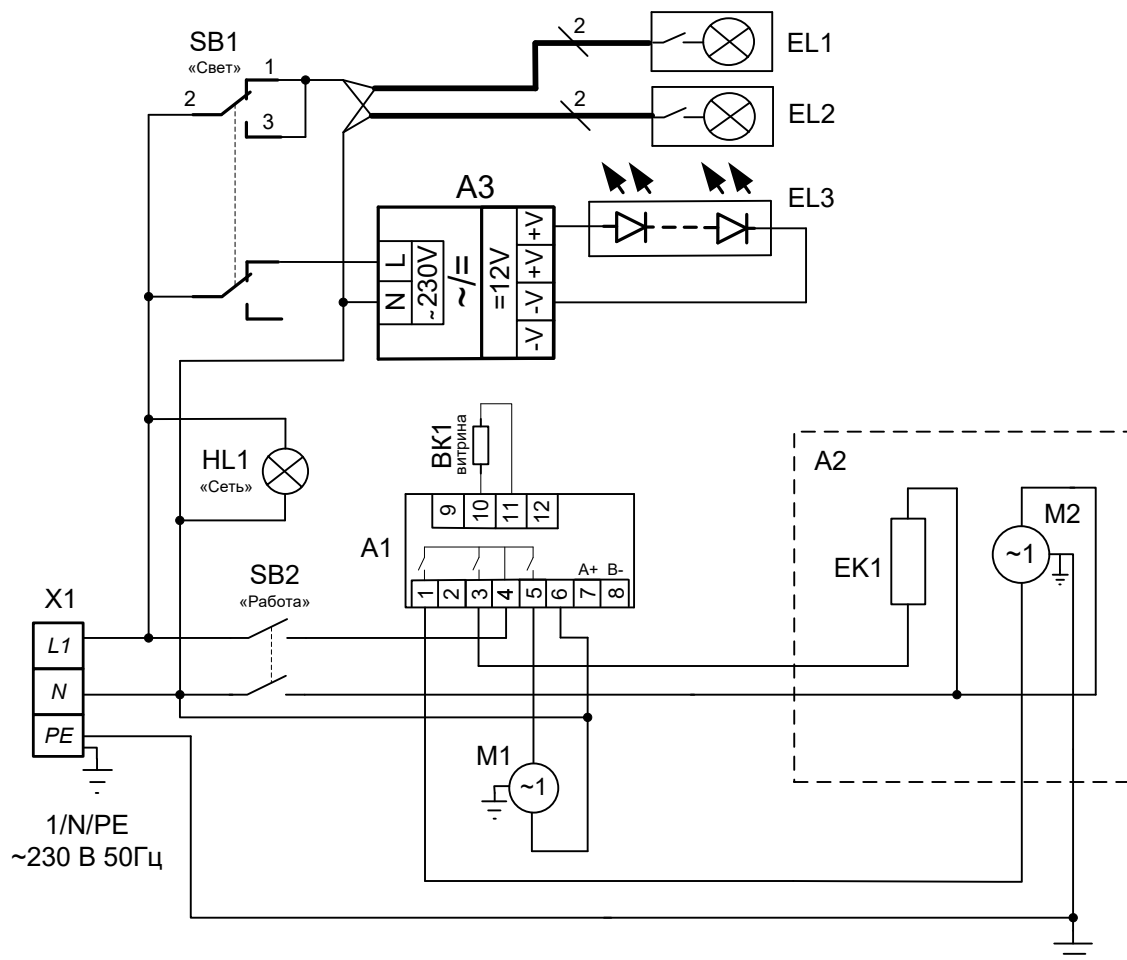 SB1
«Свет»
2
1
3
2
EL1
2
EL2
EL3
A3
L
N
~230V
~/=
=12V
+V
+V
-V
-V
HL1
«Сеть»
ВК1
витрина
A1
9
10
11
12
A+
B-
1
2
3
4
5
6
7
8
A2
EK1
M2
~1
SB2
«Работа»
X1
L1
N
PE
M1
~1
1/N/PE
~230 В 50Гц